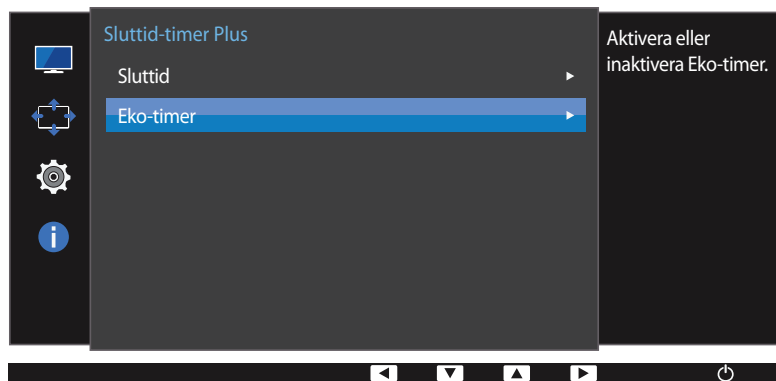 Sluttid-timer Plus
Sluttid
Eko-timer
Aktivera eller
inaktivera Eko-timer.